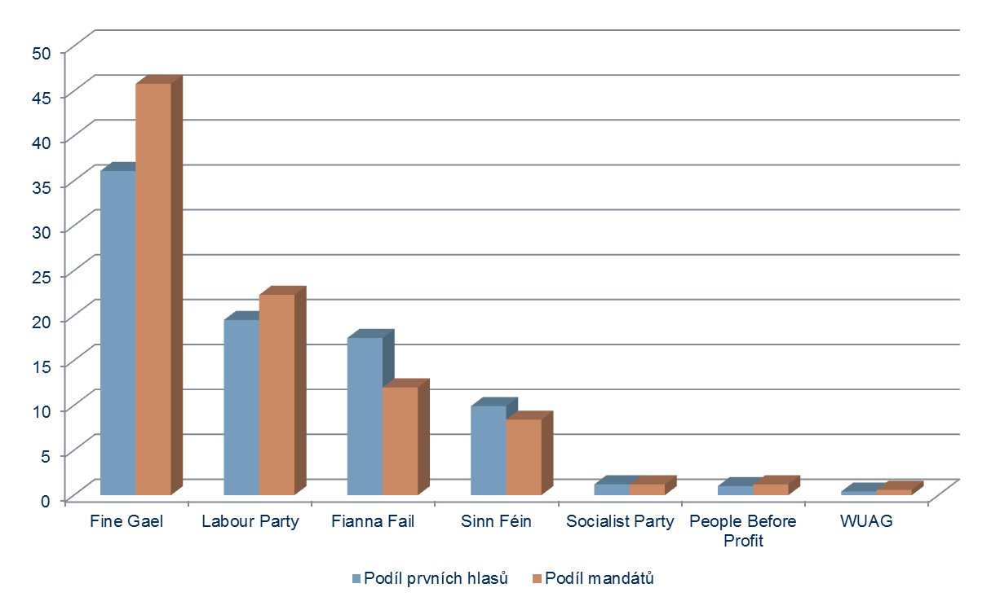 50
45
40
35
30
25
20
15
10
5
0
Fine Gael
Labour Party
Fianna Fail
Sinn Féin
Socialist Party
People Before
Profit
WUAG
Podíl prvních hlasů
Podíl mandátů